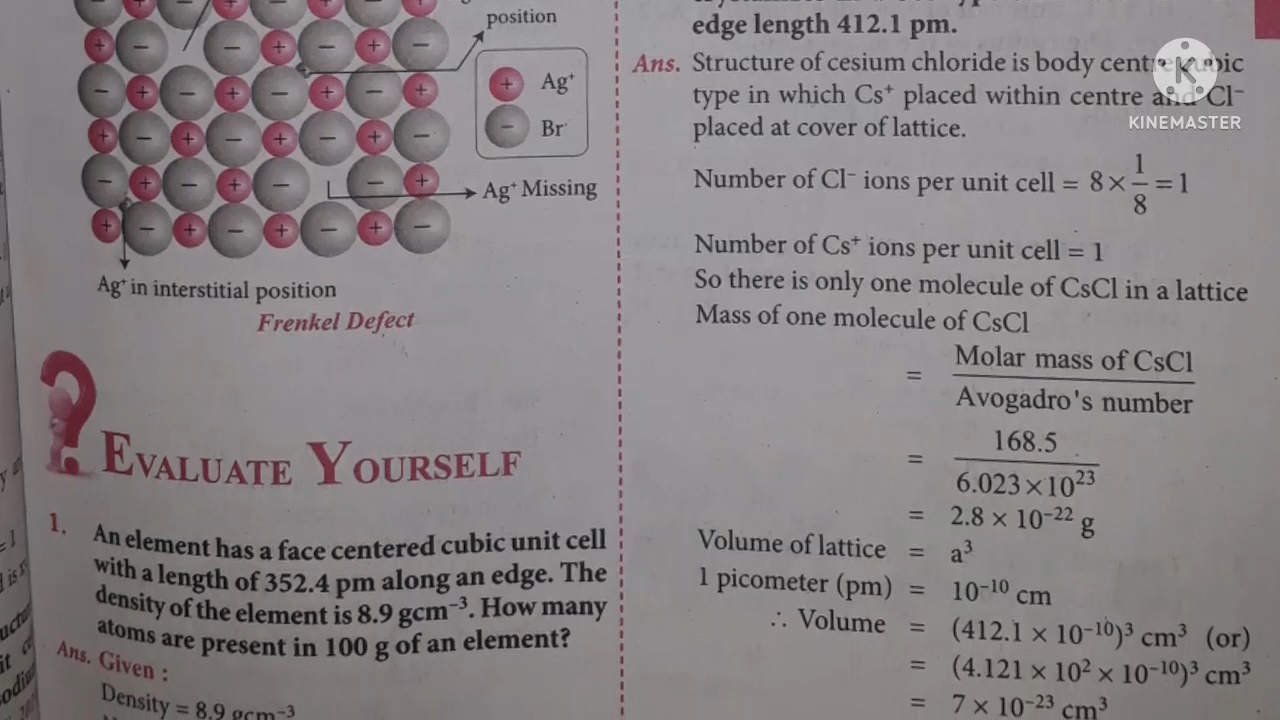 position
Ag⁺
Br⁻
Ag⁺ Missing
Ag⁺ in interstitial position
Frenkel Defect
EVALUATE YOURSELF
1. An element has a face centered cubic unit cell
with a length of 352.4 pm along an edge. The
density of the element is 8.9 gcm⁻³. How many
atoms are present in 100 g of an element?
Ans. Given :
Density = 8.9 gcm⁻³
edge length 412.1 pm.
Ans. Structure of cesium chloride is body centre cubic
type in which Cs⁺ placed within centre and Cl⁻
placed at cover of lattice.
Number of Cl⁻ ions per unit cell = 8 × 1/8 = 1
Number of Cs⁺ ions per unit cell = 1
So there is only one molecule of CsCl in a lattice
Mass of one molecule of CsCl
= Molar mass of CsCl / Avogadro's number
= 168.5 / 6.023 × 10²³
= 2.8 × 10⁻²² g
Volume of lattice = a³
1 picometer (pm) = 10⁻¹⁰ cm
∴ Volume = (412.1 × 10⁻¹⁰)³ cm³ (or)
= (4.121 × 10² × 10⁻¹⁰)³ cm³
= 7 × 10⁻²³ cm³
KINEMASTER